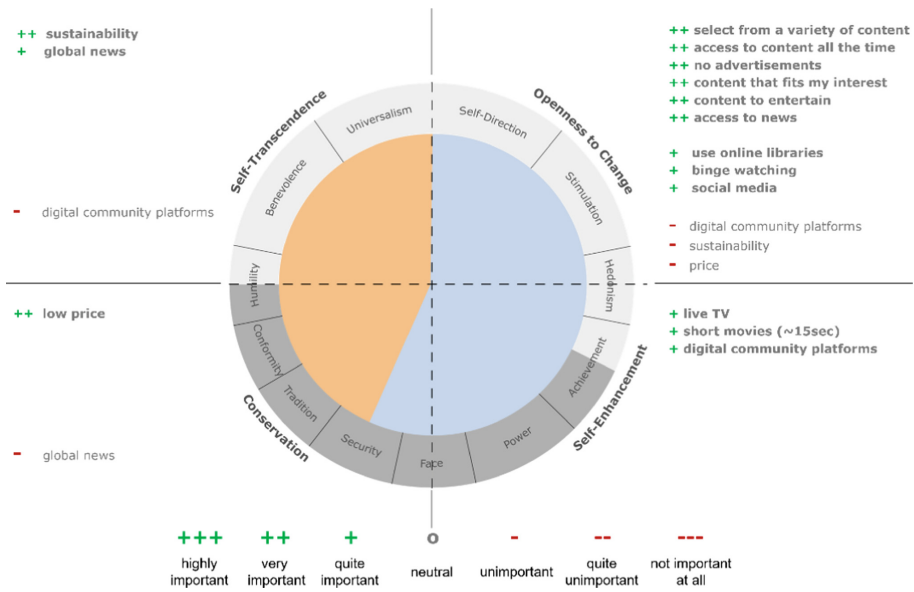 ++ sustainability
+ global news
- digital community platforms
++ select from a variety of content
++ access to content all the time
++ no advertisements
++ content that fits my interest
++ content to entertain
++ access to news
+ use online libraries
+ binge watching
+ social media
- digital community platforms
- sustainability
- price
Self-Transcendence
Openness to Change
Universalism
Self-Direction
Benevolence
Stimulation
Humility
Hedonism
Conformity
Achievement
Tradition
Security
Face
Power
Conservation
Self-Enhancement
++ low price
- global news
+ live TV
+ short movies (~15sec)
+ digital community platforms
+++ ++ + o - -- ---
highly important
very important
quite important
neutral
unimportant
quite unimportant
not important at all